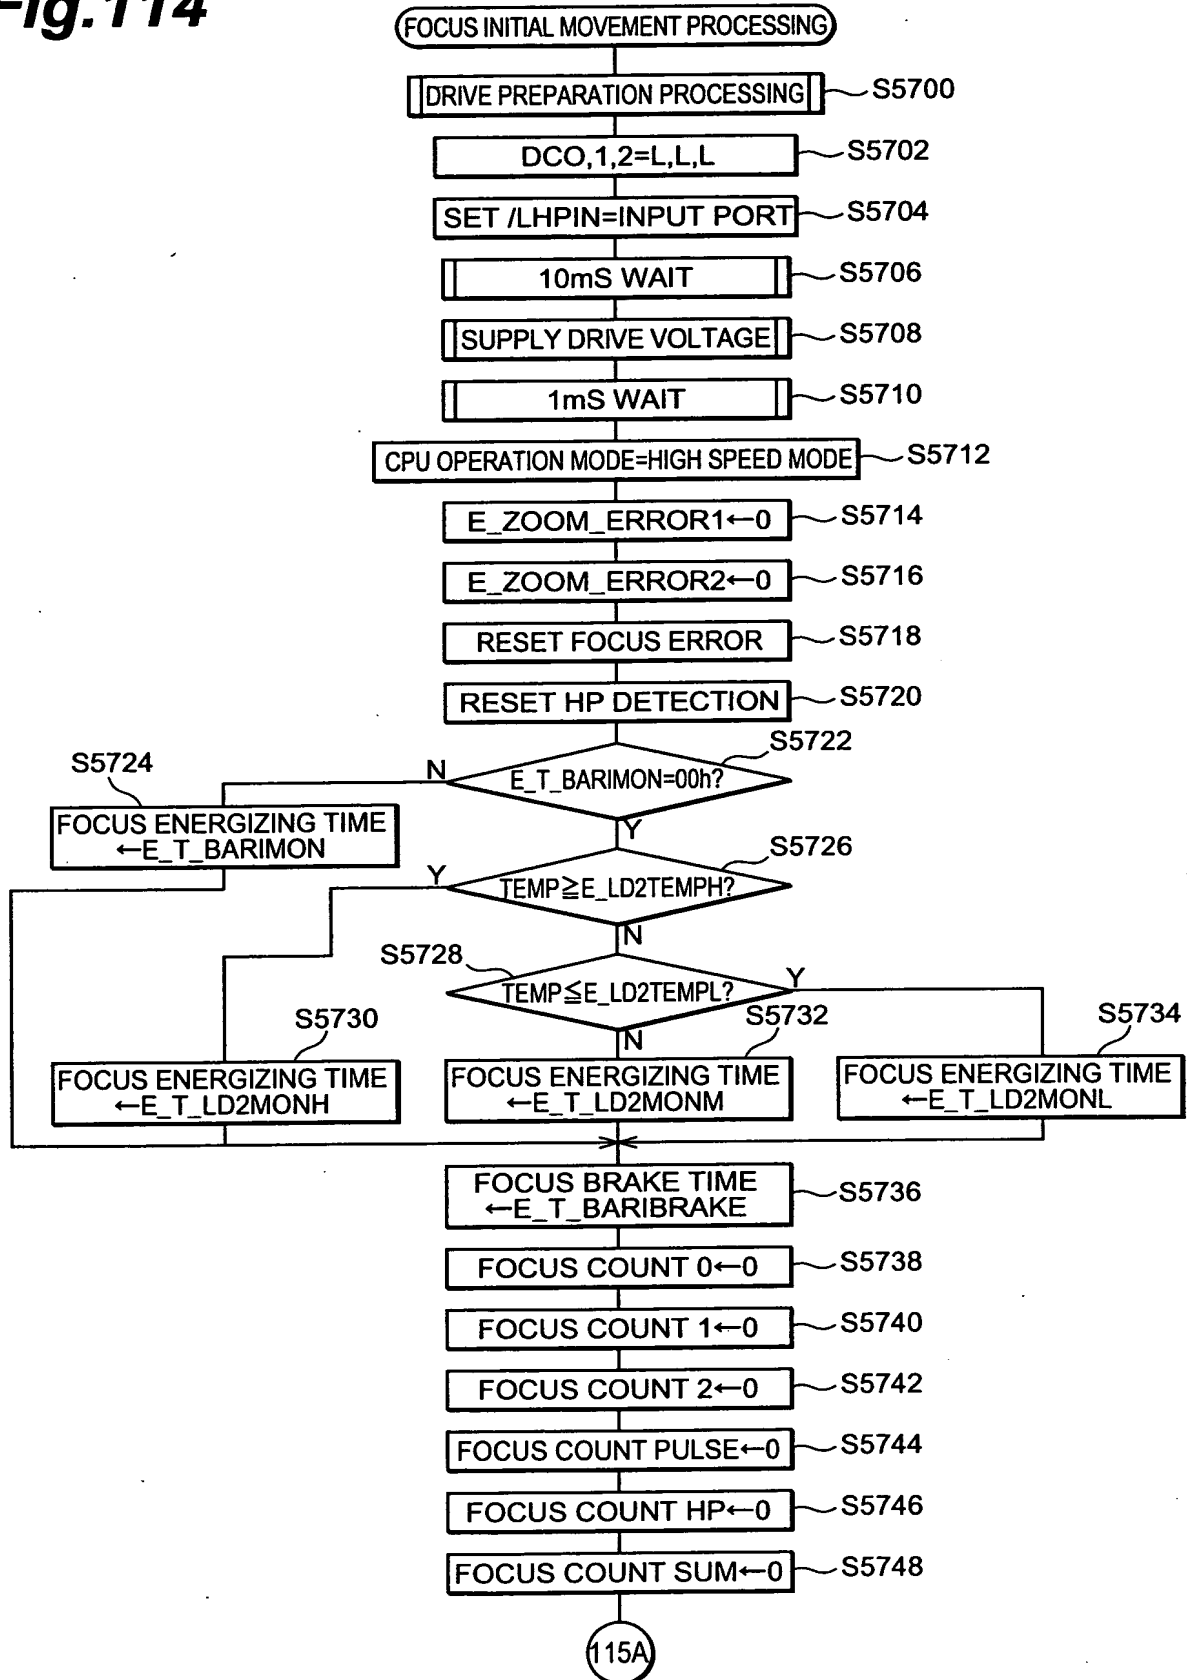 Fig.114
FOCUS INITIAL MOVEMENT PROCESSING
DRIVE PREPARATION PROCESSING
S5700
DCO,1,2=L,L,L
S5702
SET /LHPIN=INPUT PORT
S5704
10mS WAIT
S5706
SUPPLY DRIVE VOLTAGE
S5708
1mS WAIT
S5710
CPU OPERATION MODE=HIGH SPEED MODE
S5712
E_ZOOM_ERROR1←0
S5714
E_ZOOM_ERROR2←0
S5716
RESET FOCUS ERROR
S5718
RESET HP DETECTION
S5720
S5722
E_T_BARIMON=00h?
N
Y
S5724
FOCUS ENERGIZING TIME
←E_T_BARIMON
S5726
TEMP≧E_LD2TEMPH?
Y
N
S5728
TEMP≦E_LD2TEMPL?
Y
N
S5730
FOCUS ENERGIZING TIME
←E_T_LD2MONH
S5732
FOCUS ENERGIZING TIME
←E_T_LD2MONM
S5734
FOCUS ENERGIZING TIME
←E_T_LD2MONL
FOCUS BRAKE TIME
←E_T_BARIBRAKE
S5736
FOCUS COUNT 0←0
S5738
FOCUS COUNT 1←0
S5740
FOCUS COUNT 2←0
S5742
FOCUS COUNT PULSE←0
S5744
FOCUS COUNT HP←0
S5746
FOCUS COUNT SUM←0
S5748
115A